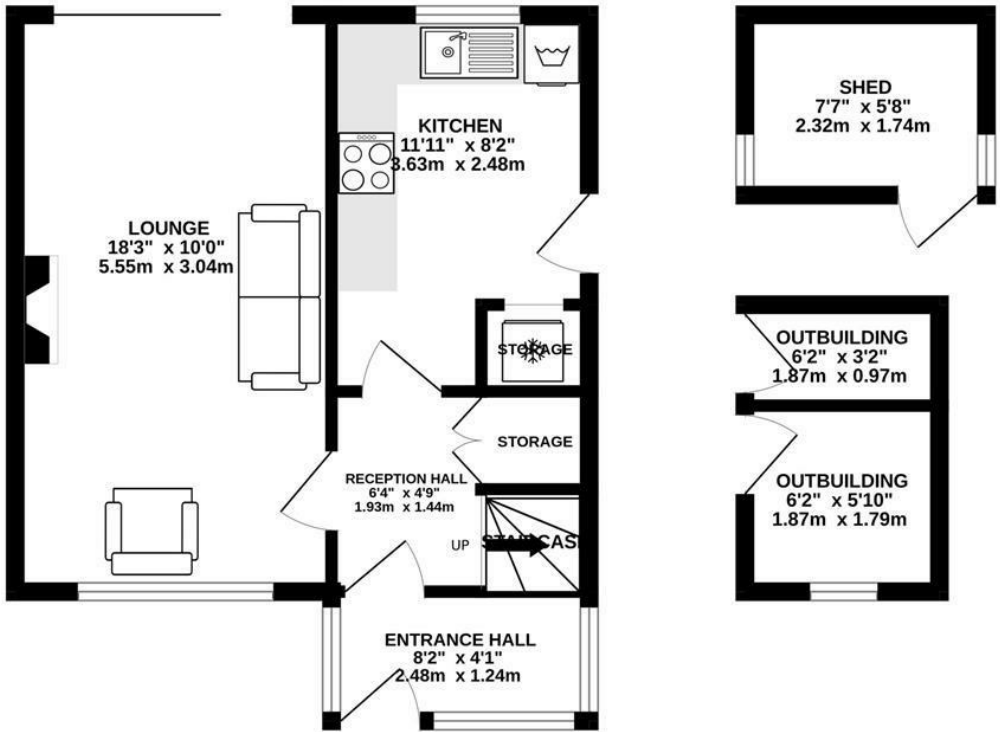 LOUNGE
18'3" x 10'0"
5.55m x 3.04m
KITCHEN
11'11" x 8'2"
3.63m x 2.48m
STORAGE
STORAGE
RECEPTION HALL
6'4" x 4'9"
1.93m x 1.44m
UP
STAIRCASE
ENTRANCE HALL
8'2" x 4'1"
2.48m x 1.24m
SHED
7'7" x 5'8"
2.32m x 1.74m
OUTBUILDING
6'2" x 3'2"
1.87m x 0.97m
OUTBUILDING
6'2" x 5'10"
1.87m x 1.79m